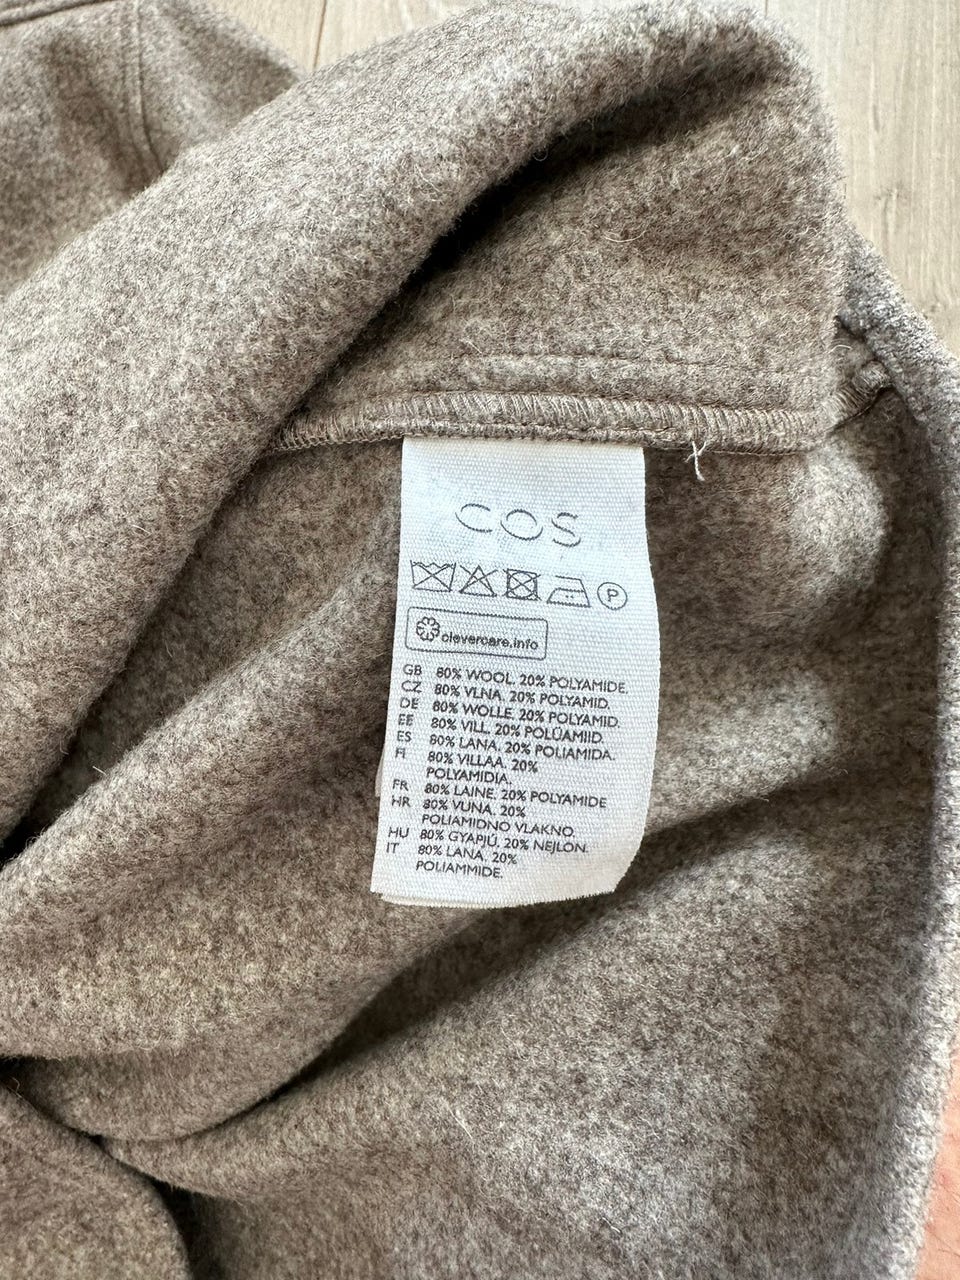 COS
P
clevercare.info
GB 80% WOOL. 20% POLYAMIDE.
CZ 80% VLNA. 20% POLYAMID.
DE 80% WOLLE. 20% POLYAMID.
EE 80% VILL. 20% POLÜAMIID.
ES 80% LANA. 20% POLIAMIDA.
FI 80% VILLAA. 20%
POLYAMIDIA.
FR 80% LAINE. 20% POLYAMIDE
HR 80% VUNA. 20%
POLIAMIDNO VLAKNO.
HU 80% GYAPJÚ. 20% NEJLON.
IT 80% LANA. 20%
POLIAMMIDE.